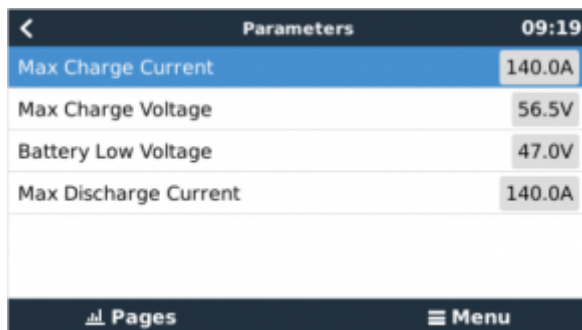 Parameters 09:19
Max Charge Current 140.0A
Max Charge Voltage 56.5V
Battery Low Voltage 47.0V
Max Discharge Current 140.0A
Pages Menu